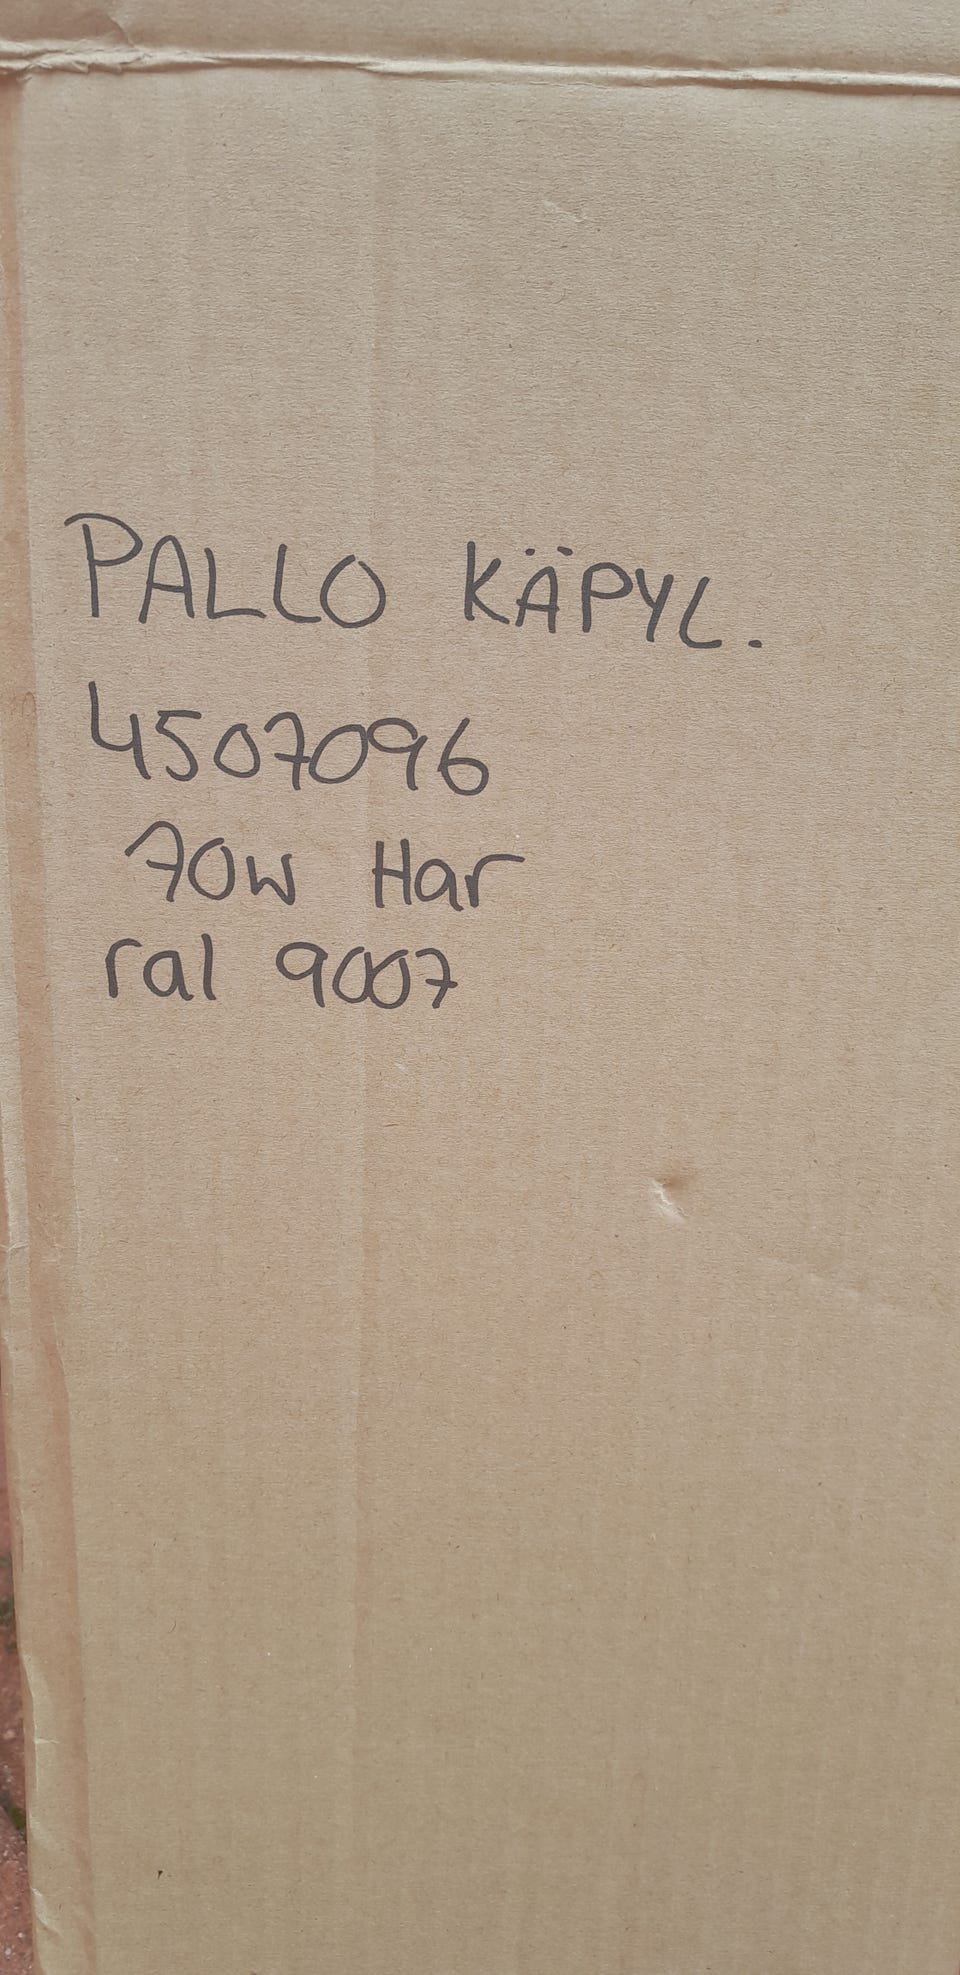 PALLO KÄPYL.
4507096
70W Har
ral 9007